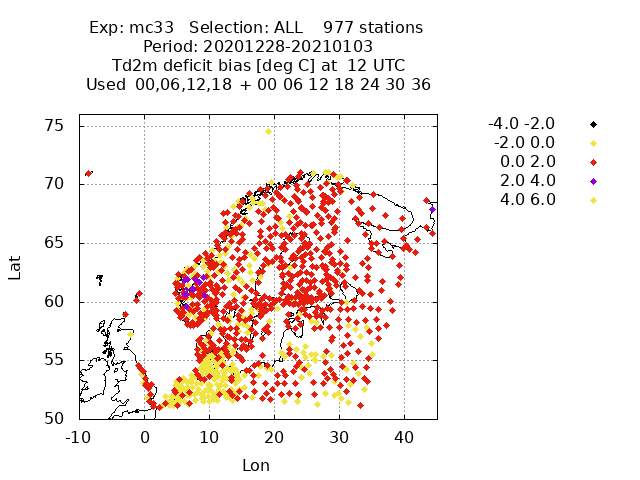 Exp: mc33   Selection: ALL    977 stations
Period: 20201228-20210103
Td2m deficit bias [deg C] at  12 UTC
Used  00,06,12,18 + 00 06 12 18 24 30 36
-4.0 -2.0
-2.0 0.0
0.0 2.0
2.0 4.0
4.0 6.0
75
70
65
60
55
50
Lat
-10 0 10 20 30 40
Lon